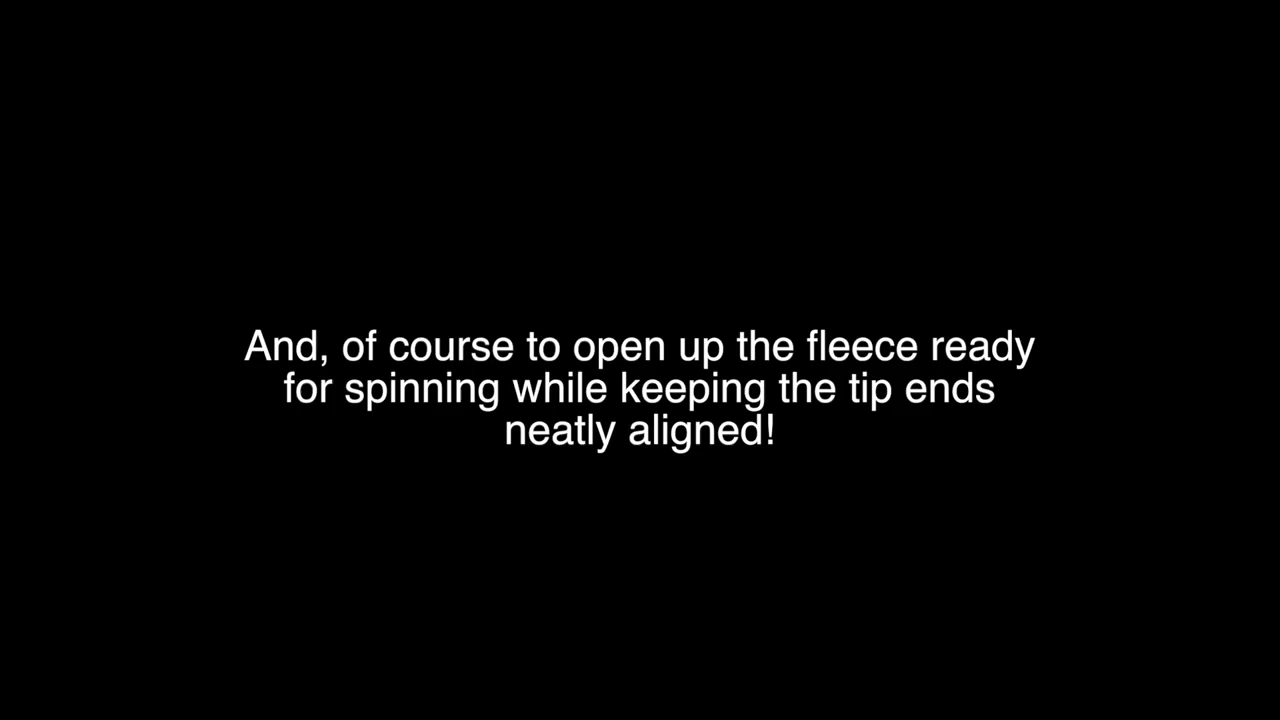 And, of course to open up the fleece ready
for spinning while keeping the tip ends
neatly aligned!